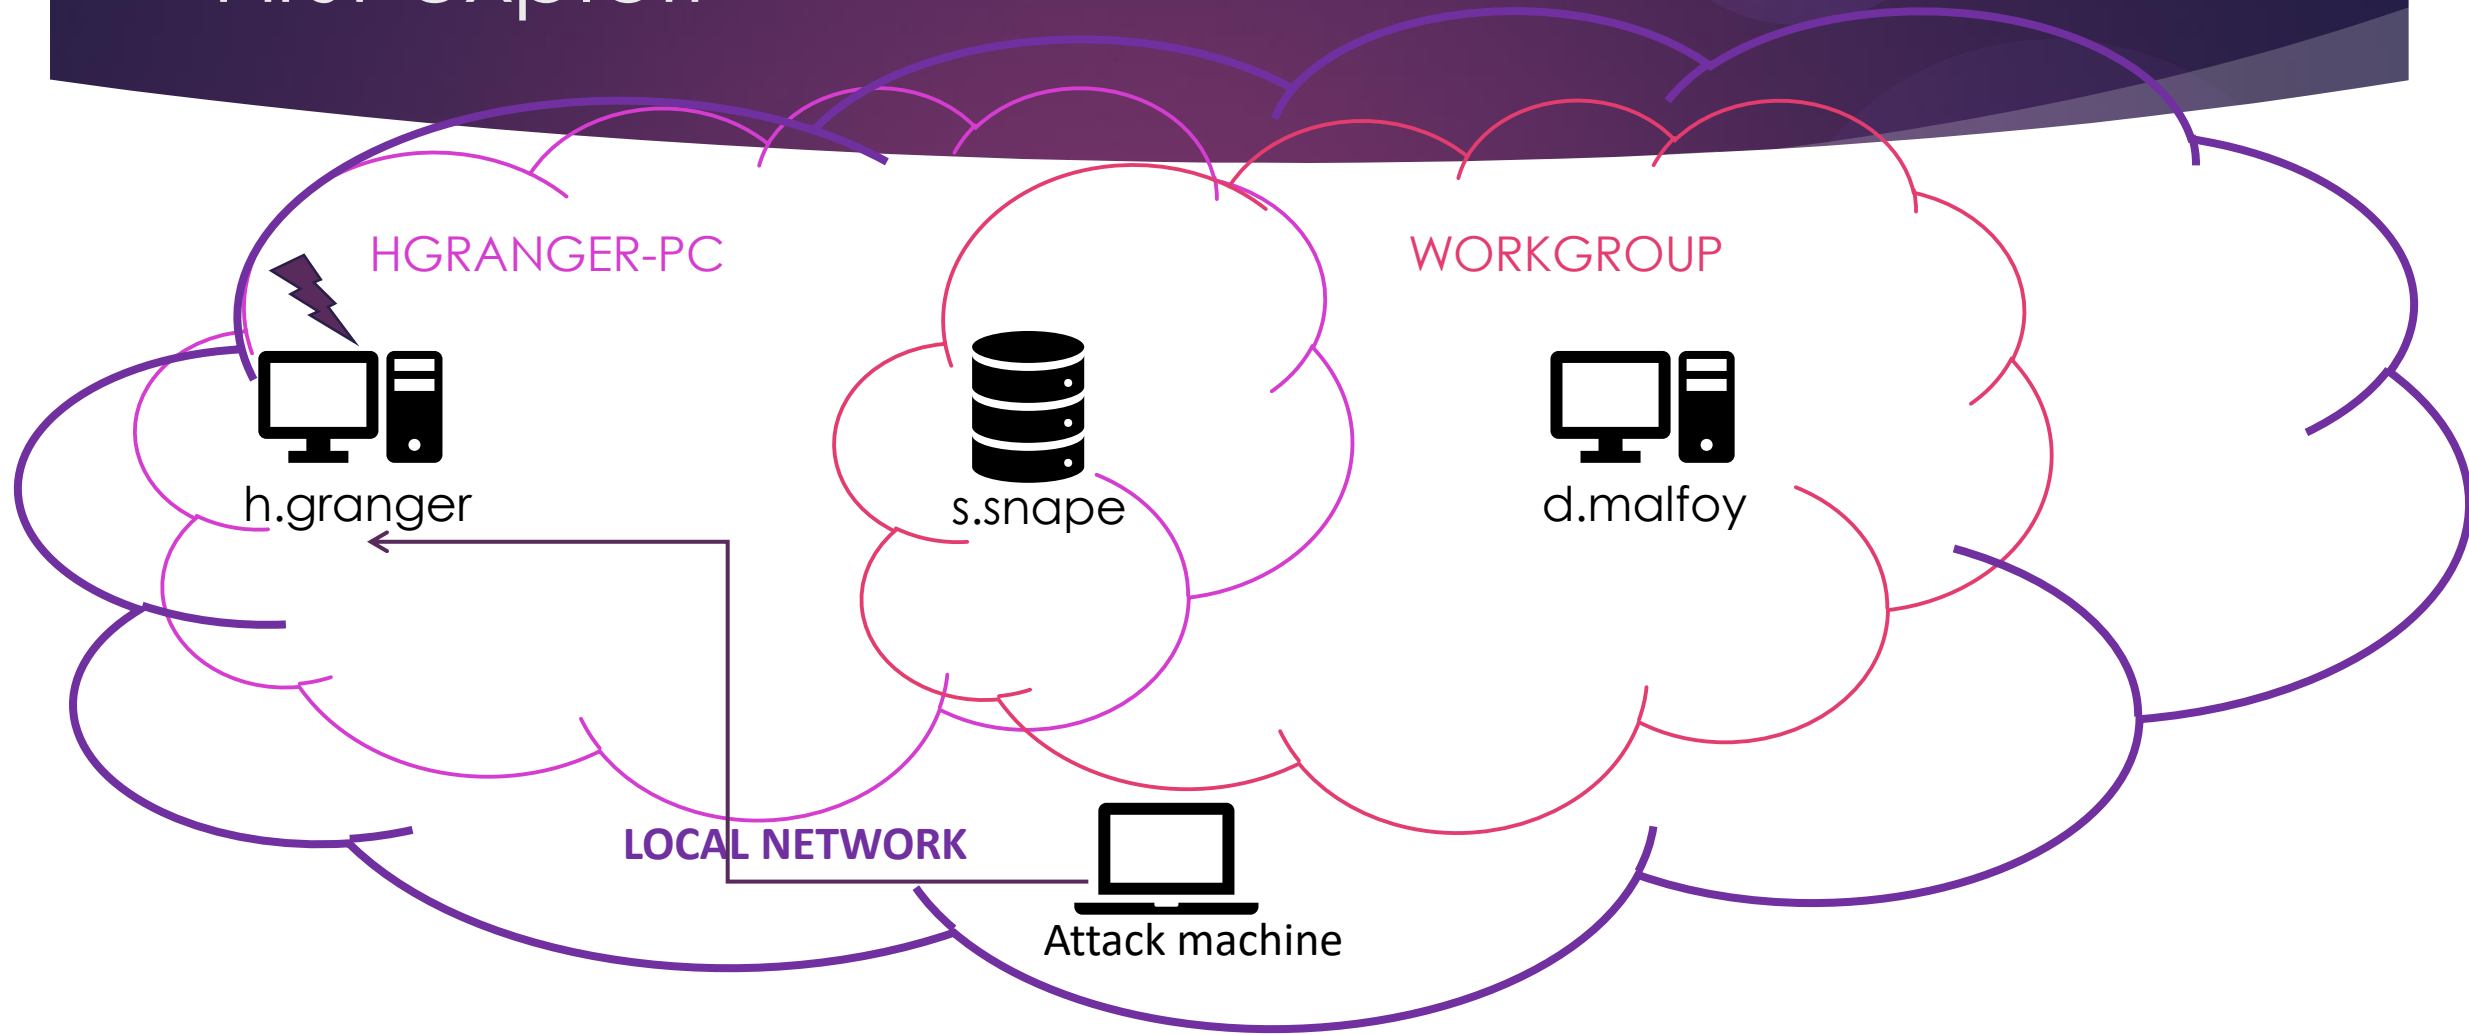 HGRANGER-PC
WORKGROUP
h.granger
s.snape
d.malfoy
LOCAL NETWORK
Attack machine